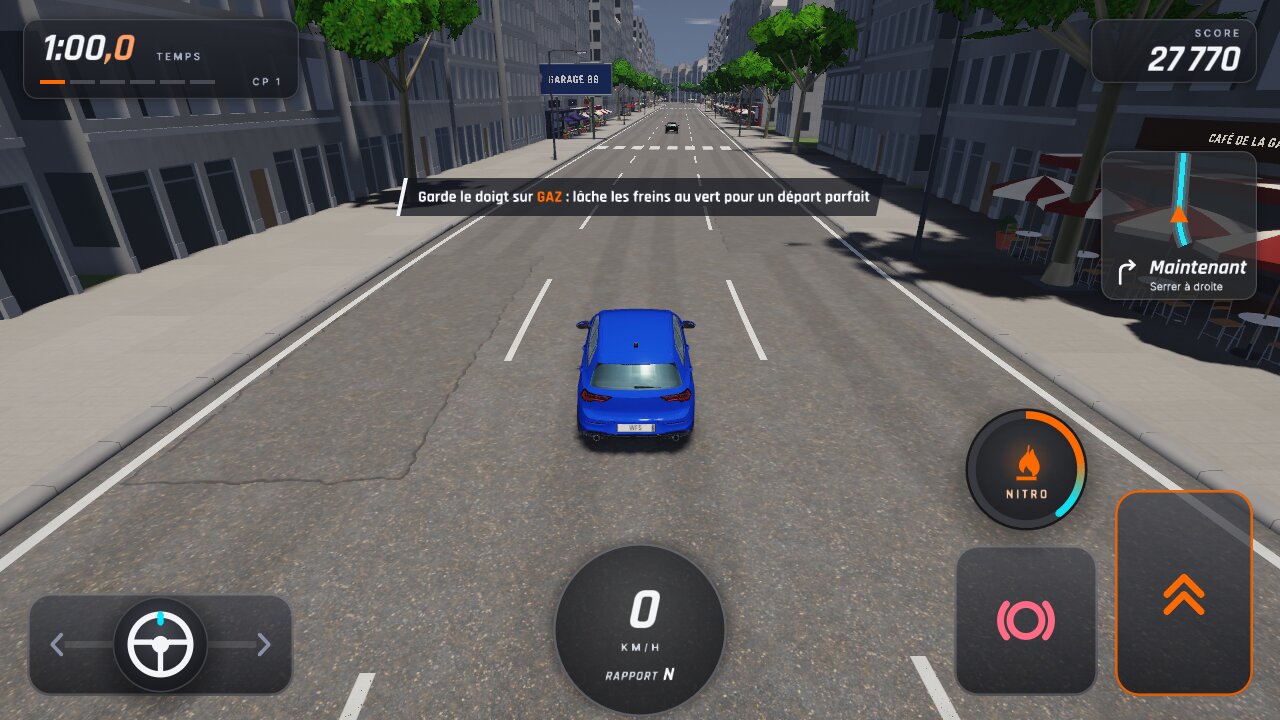 1:00,0 TEMPS
CP 1
SCORE
27 770
GARAGE 88
CAFÉ DE LA
Garde le doigt sur GAZ : lâche les freins au vert pour un départ parfait
Maintenant
Serrer à droite
WFS
NITRO
0
KM/H
RAPPORT N